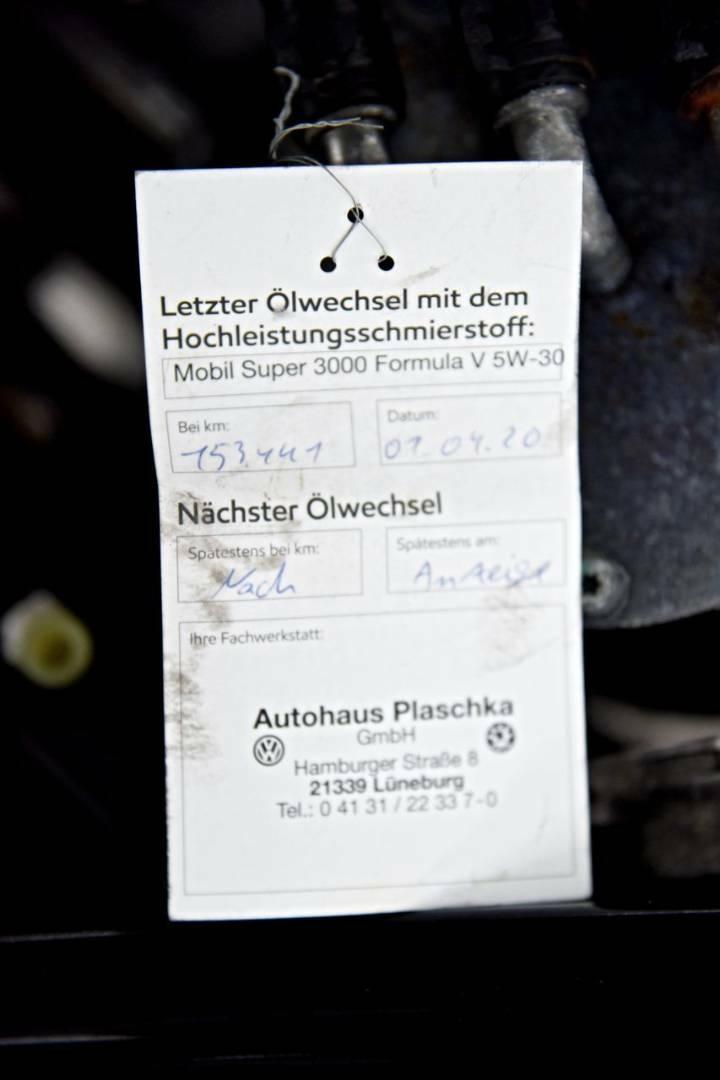 Letzter Ölwechsel mit dem
Hochleistungsschmierstoff:
Mobil Super 3000 Formula V 5W-30
Bei km:
153.441
Datum:
01.04.20
Nächster Ölwechsel
Spätestens bei km:
Nach
Spätestens am:
Anzeige
Ihre Fachwerkstatt:
Autohaus Plaschka
GmbH
Hamburger Straße 8
21339 Lüneburg
Tel.: 0 41 31 / 22 33 7-0